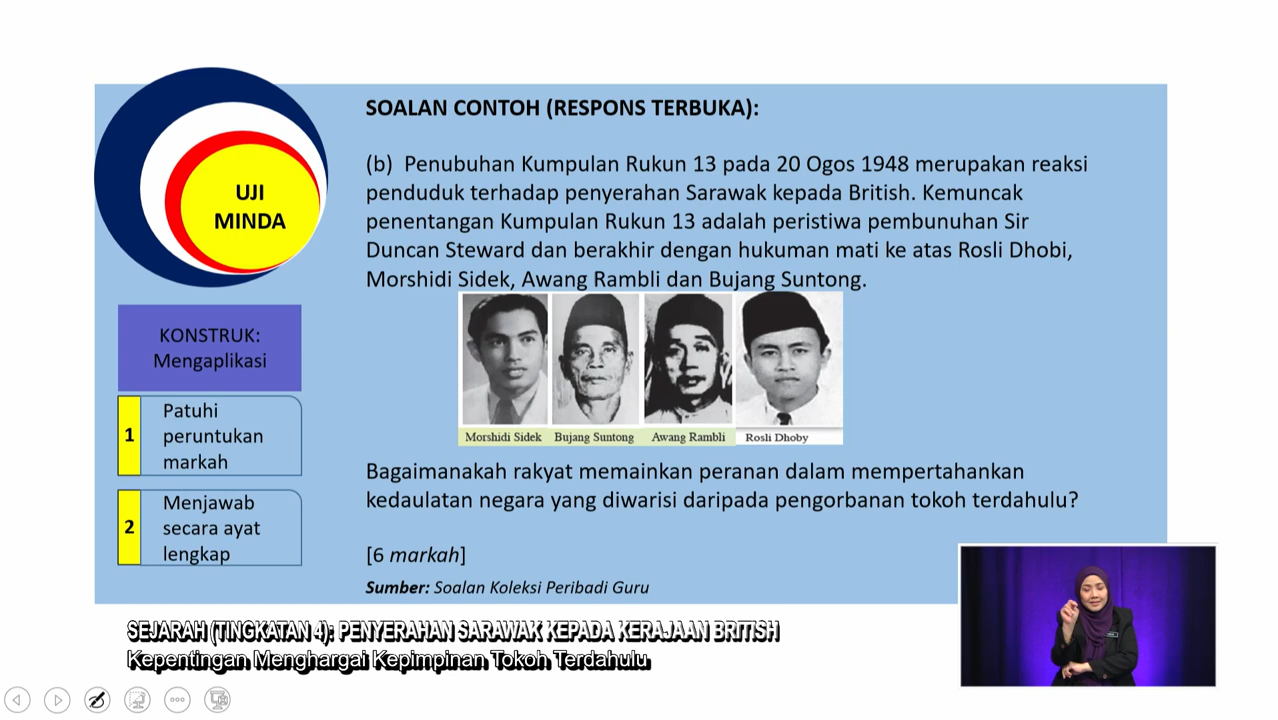 UJI
MINDA
KONSTRUK:
Mengaplikasi
1
Patuhi
peruntukan
markah
2
Menjawab
secara ayat
lengkap
SOALAN CONTOH (RESPONS TERBUKA):
(b) Penubuhan Kumpulan Rukun 13 pada 20 Ogos 1948 merupakan reaksi
penduduk terhadap penyerahan Sarawak kepada British. Kemuncak
penentangan Kumpulan Rukun 13 adalah peristiwa pembunuhan Sir
Duncan Steward dan berakhir dengan hukuman mati ke atas Rosli Dhobi,
Morshidi Sidek, Awang Rambli dan Bujang Suntong.
Morshidi Sidek Bujang Suntong Awang Rambli Rosli Dhoby
Bagaimanakah rakyat memainkan peranan dalam mempertahankan
kedaulatan negara yang diwarisi daripada pengorbanan tokoh terdahulu?
[6 markah]
Sumber: Soalan Koleksi Peribadi Guru
SEJARAH (TINGKATAN 4): PENYERAHAN SARAWAK KEPADA KERAJAAN BRITISH
Kepentingan Menghargai Kepimpinan Tokoh Terdahulu